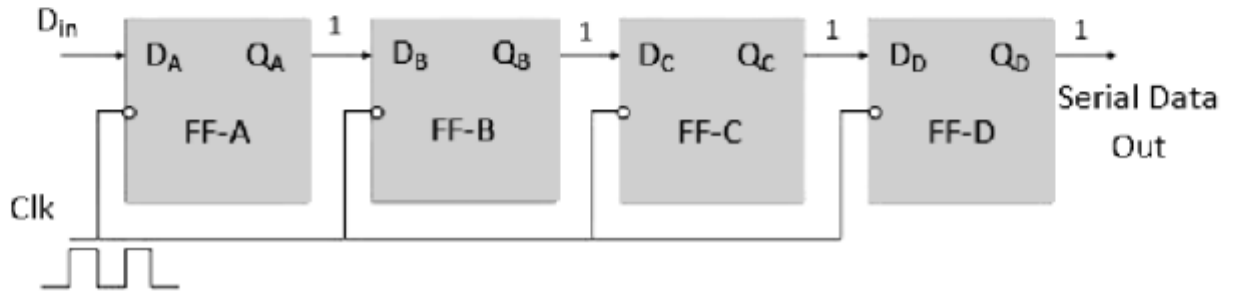 D_in
D_A Q_A 1
FF-A
D_B Q_B 1
FF-B
D_C Q_C 1
FF-C
D_D Q_D 1
FF-D
Serial Data
Out
Clk